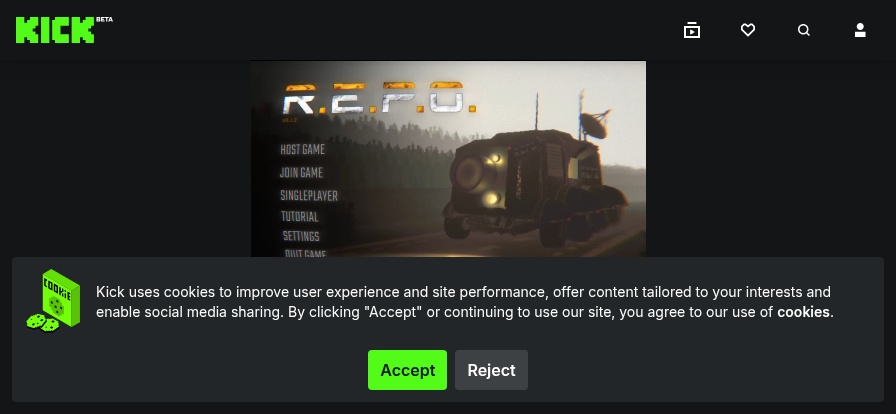 KICK BETA
R.E.P.O.
HOST GAME
JOIN GAME
SINGLEPLAYER
TUTORIAL
SETTINGS
QUIT GAME
COOKiE
Kick uses cookies to improve user experience and site performance, offer content tailored to your interests and
enable social media sharing. By clicking "Accept" or continuing to use our site, you agree to our use of cookies.
Accept
Reject